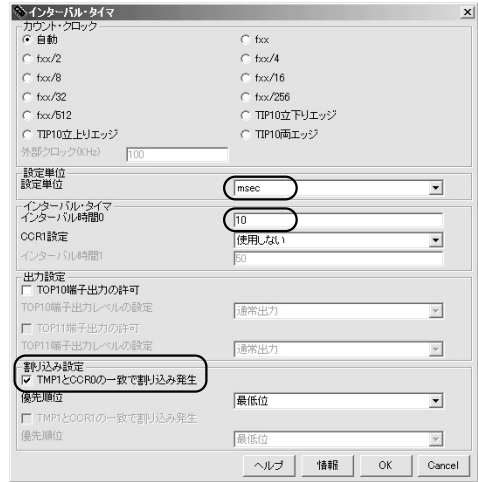 インターバル・タイマ
カウント・クロック
自動 fxx
fxx/2 fxx/4
fxx/8 fxx/16
fxx/32 fxx/256
fxx/512 TIP10立下りエッジ
TIP10立上りエッジ TIP10両エッジ
外部クロック(KHz) 100
設定単位
設定単位 msec
インターバル・タイマ
インターバル時間0 10
CCR1設定 使用しない
インターバル時間1 50
出力設定
TOP10端子出力の許可
TOP10端子出力レベルの設定 通常出力
TOP11端子出力の許可
TOP11端子出力レベルの設定 通常出力
割り込み設定
TMP1とCCR0の一致で割り込み発生
優先順位 最低位
TMP1とCCR1の一致で割り込み発生
優先順位 最低位
ヘルプ 情報 OK Cancel